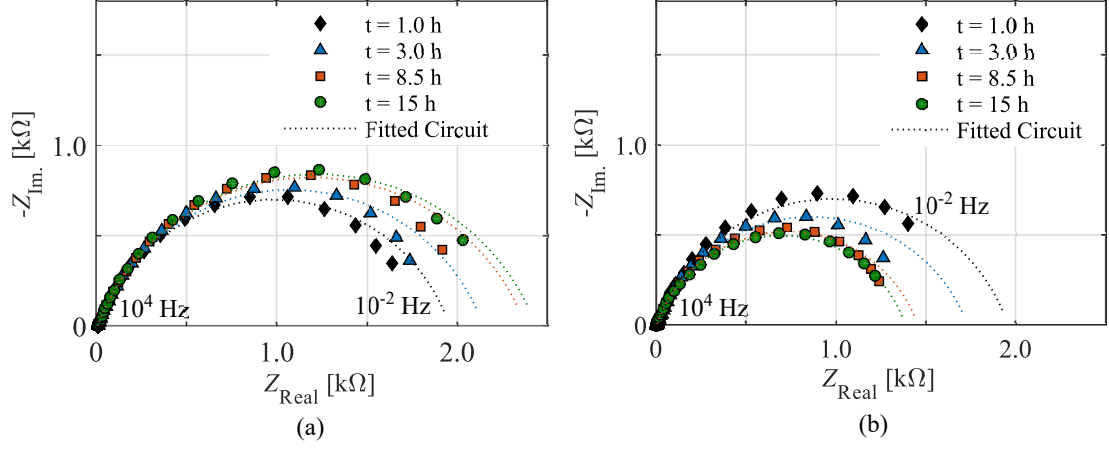 t = 1.0 h
t = 3.0 h
t = 8.5 h
t = 15 h
Fitted Circuit
-Z_Im. [kΩ]
1.0
0
10^4 Hz
10^-2 Hz
0
1.0
2.0
Z_Real [kΩ]
(a)
t = 1.0 h
t = 3.0 h
t = 8.5 h
t = 15 h
Fitted Circuit
-Z_Im. [kΩ]
1.0
0
10^-2 Hz
10^4 Hz
0
1.0
2.0
Z_Real [kΩ]
(b)